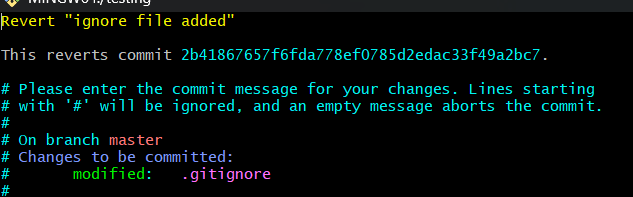 MINGW64:/testing
Revert "ignore file added"
This reverts commit 2b41867657f6fda778ef0785d2edac33f49a2bc7.
# Please enter the commit message for your changes. Lines starting
# with '#' will be ignored, and an empty message aborts the commit.
#
# On branch master
# Changes to be committed:
#       modified:   .gitignore
#